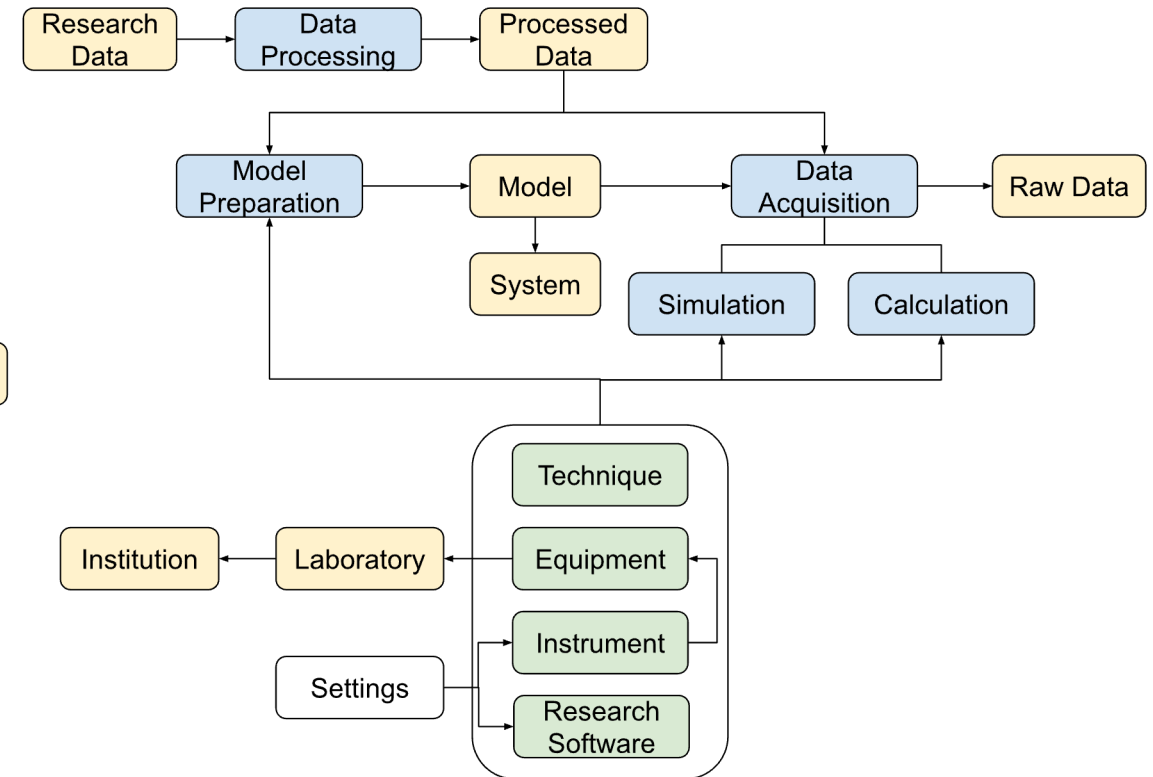 Research
Data
Data
Processing
Processed
Data
Model
Preparation
Model
Data
Acquisition
Raw Data
System
Simulation
Calculation
Technique
Institution
Laboratory
Equipment
Instrument
Settings
Research
Software